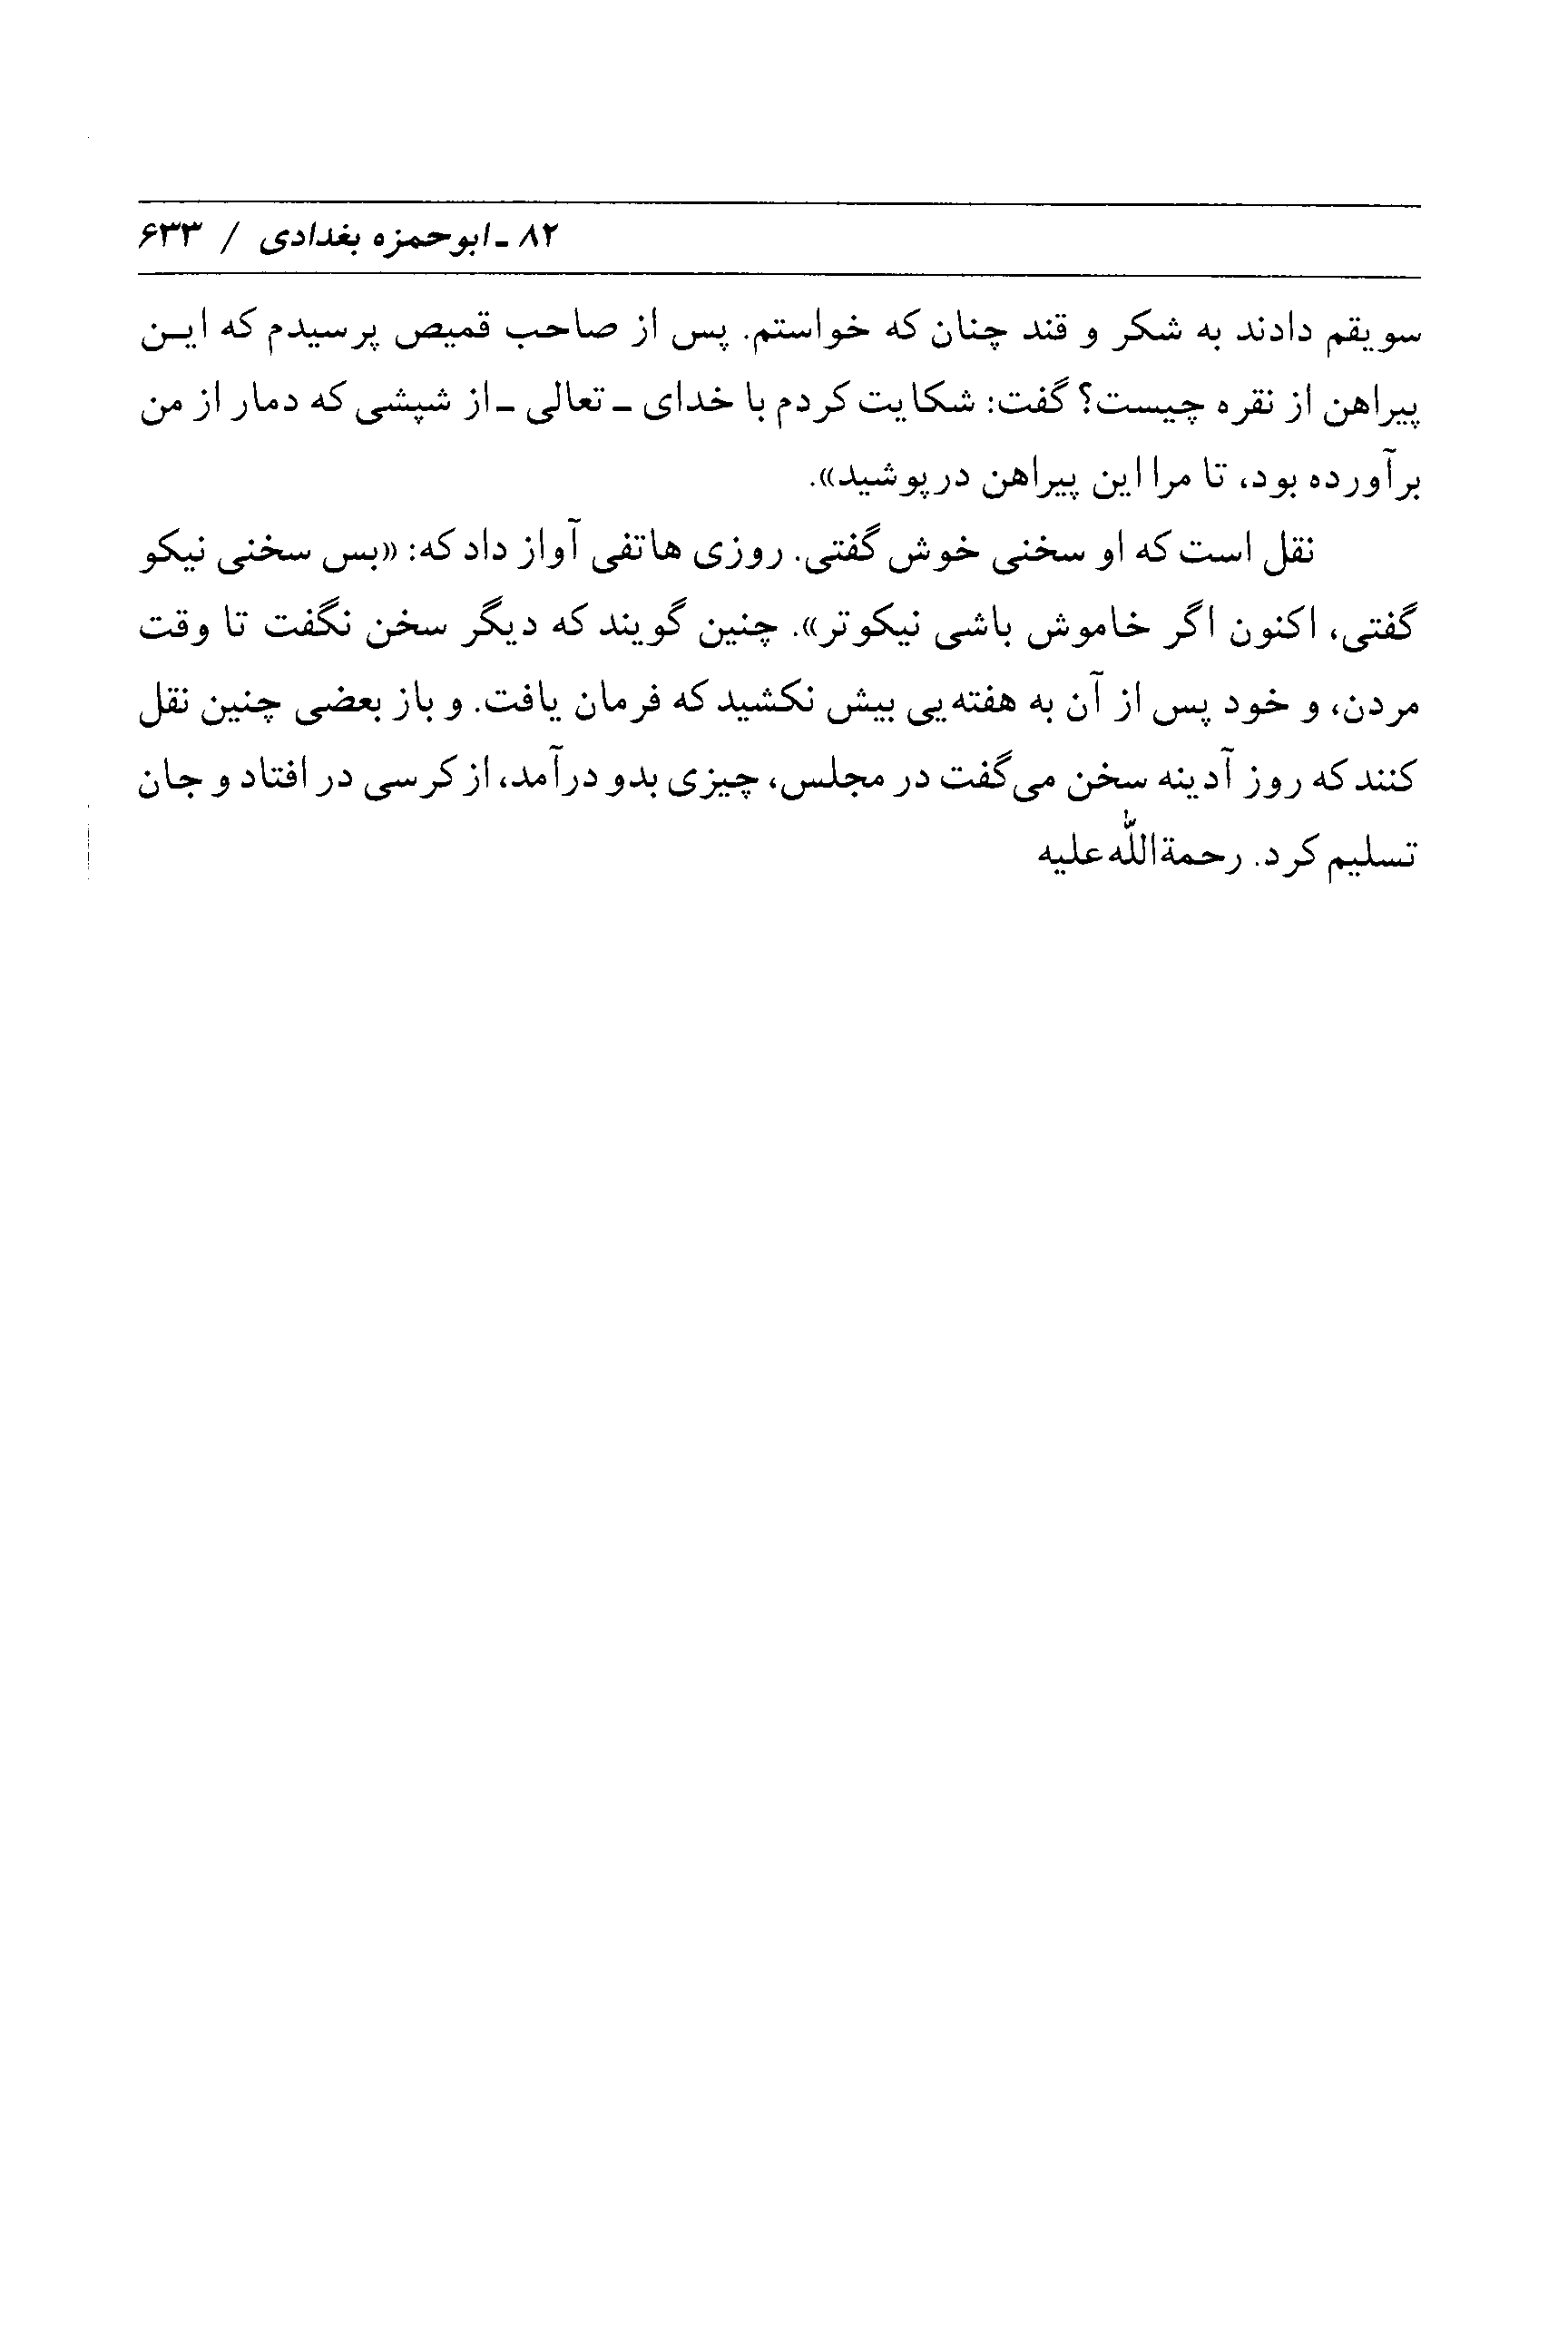 ۸۲ ـ ابوحمزه بغدادی / ۶۳۳
سویقم دادند به شکر و قند چنان که خواستم. پس از صاحب قمیص پرسیدم که ایـن
پیراهن از نقره چیست؟ گفت: شکایت کردم با خدای ـ تعالی ـ از شپشی که دمار از من
برآورده بود، تا مرا این پیراهن درپوشید».
نقل است که او سخنی خوش گفتی. روزی هاتفی آواز داد که: «بس سخنی نیکو
گفتی، اکنون اگر خاموش باشی نیکوتر». چنین گویند که دیگر سخن نگفت تا وقت
مردن، و خود پس از آن به هفته‌یی بیش نکشید که فرمان یافت. و باز بعضی چنین نقل
کنند که روز آدینه سخن می‌گفت در مجلس، چیزی بدو درآمد، از کرسی در افتاد و جان
تسلیم کرد. رحمةالله علیه